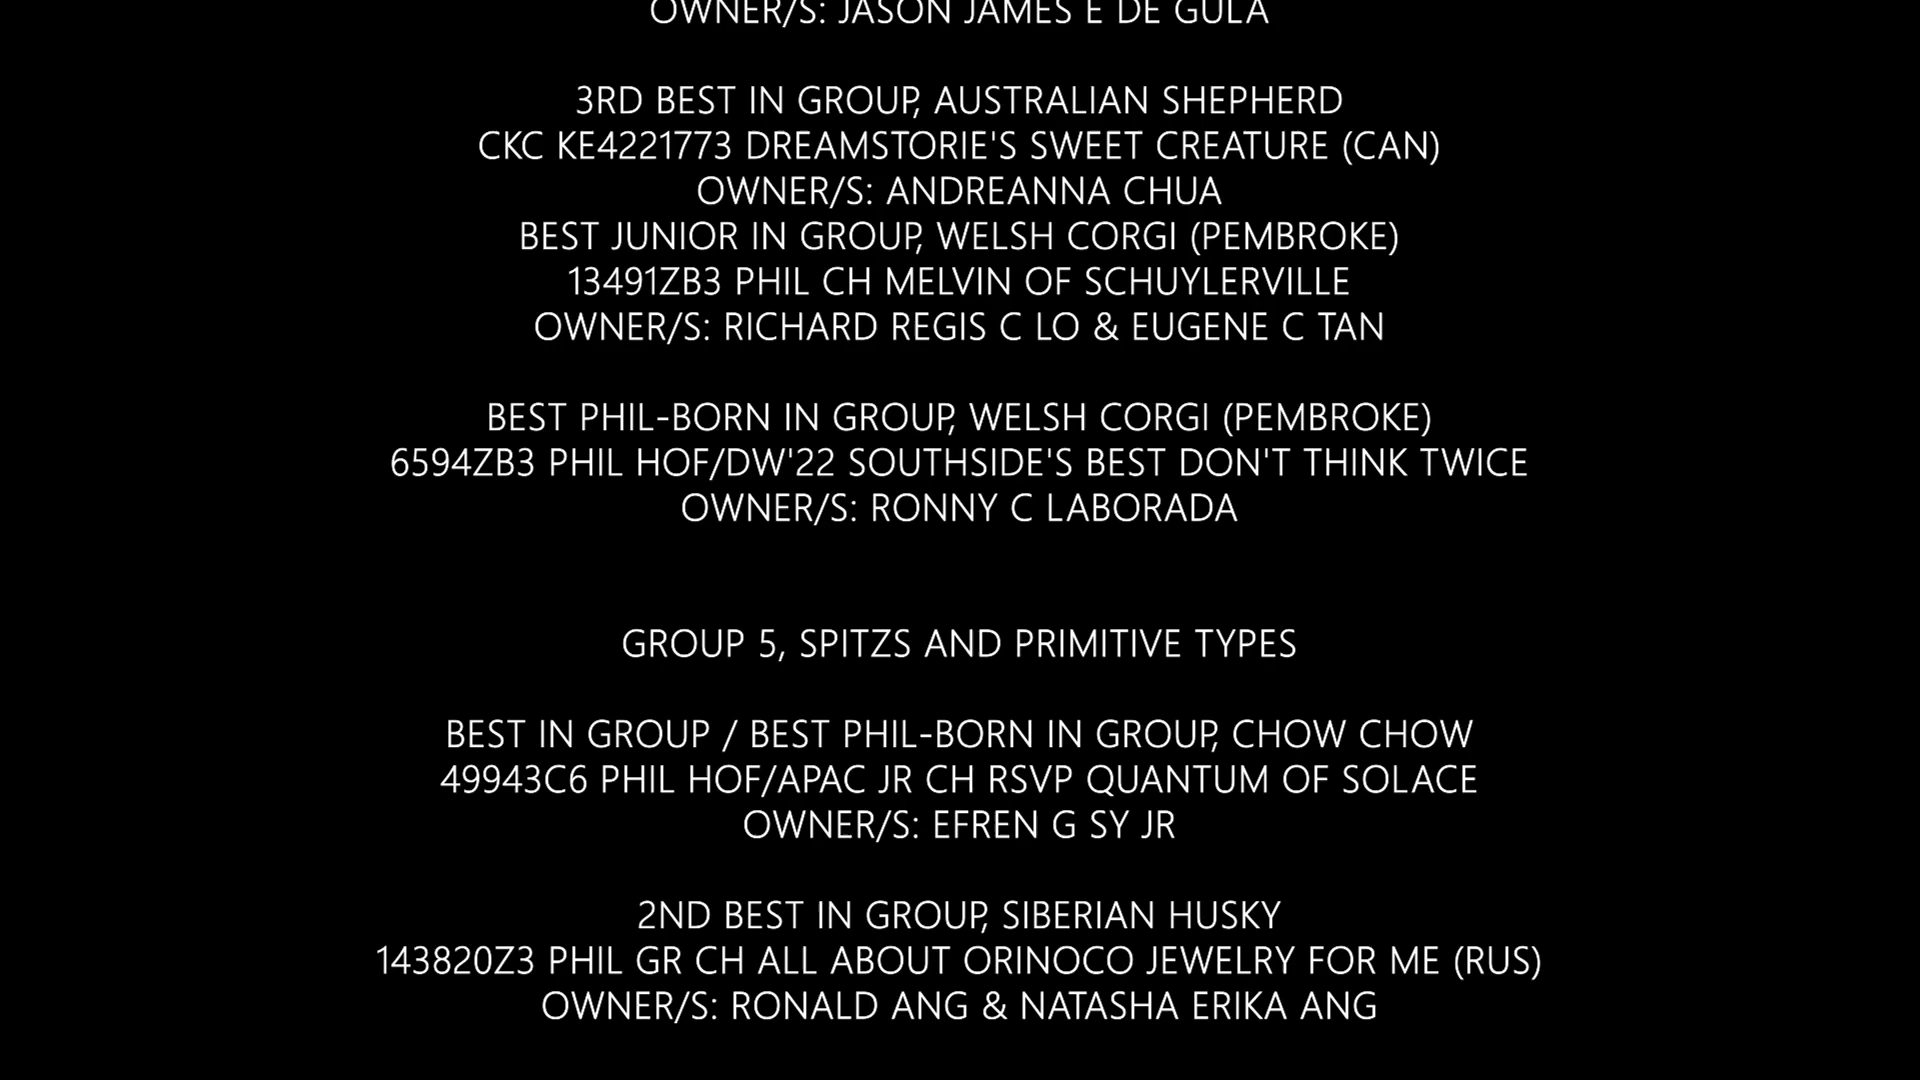 OWNER/S: JASON JAMES E DE GULA
3RD BEST IN GROUP, AUSTRALIAN SHEPHERD
CKC KE4221773 DREAMSTORIE'S SWEET CREATURE (CAN)
OWNER/S: ANDREANNA CHUA
BEST JUNIOR IN GROUP, WELSH CORGI (PEMBROKE)
13491ZB3 PHIL CH MELVIN OF SCHUYLERVILLE
OWNER/S: RICHARD REGIS C LO & EUGENE C TAN
BEST PHIL-BORN IN GROUP, WELSH CORGI (PEMBROKE)
6594ZB3 PHIL HOF/DW'22 SOUTHSIDE'S BEST DON'T THINK TWICE
OWNER/S: RONNY C LABORADA
GROUP 5, SPITZS AND PRIMITIVE TYPES
BEST IN GROUP / BEST PHIL-BORN IN GROUP, CHOW CHOW
49943C6 PHIL HOF/APAC JR CH RSVP QUANTUM OF SOLACE
OWNER/S: EFREN G SY JR
2ND BEST IN GROUP, SIBERIAN HUSKY
143820Z3 PHIL GR CH ALL ABOUT ORINOCO JEWELRY FOR ME (RUS)
OWNER/S: RONALD ANG & NATASHA ERIKA ANG